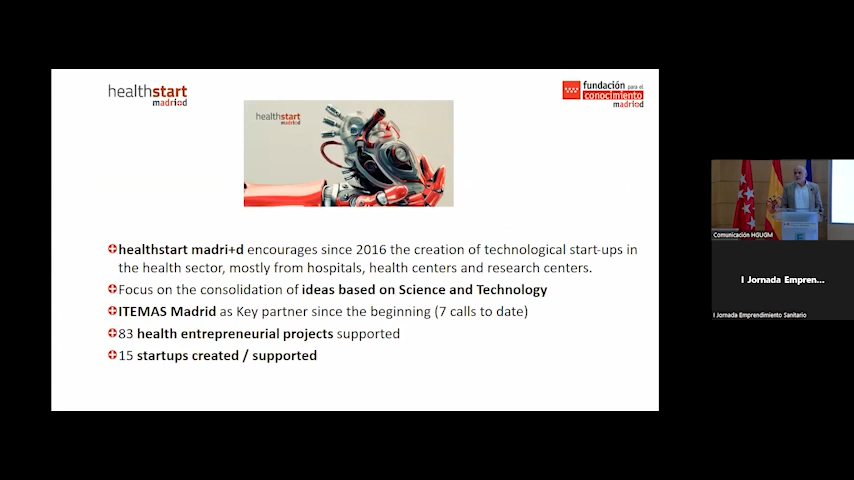 healthstart
madri+d
fundación para el
conocimiento
madri+d
healthstart
madri+d
healthstart madri+d encourages since 2016 the creation of technological start-ups in
the health sector, mostly from hospitals, health centers and research centers.
Focus on the consolidation of ideas based on Science and Technology
ITEMAS Madrid as Key partner since the beginning (7 calls to date)
83 health entrepreneurial projects supported
15 startups created / supported
Comunicación HGUGM
I Jornada Empren...
I Jornada Emprendimiento Sanitario